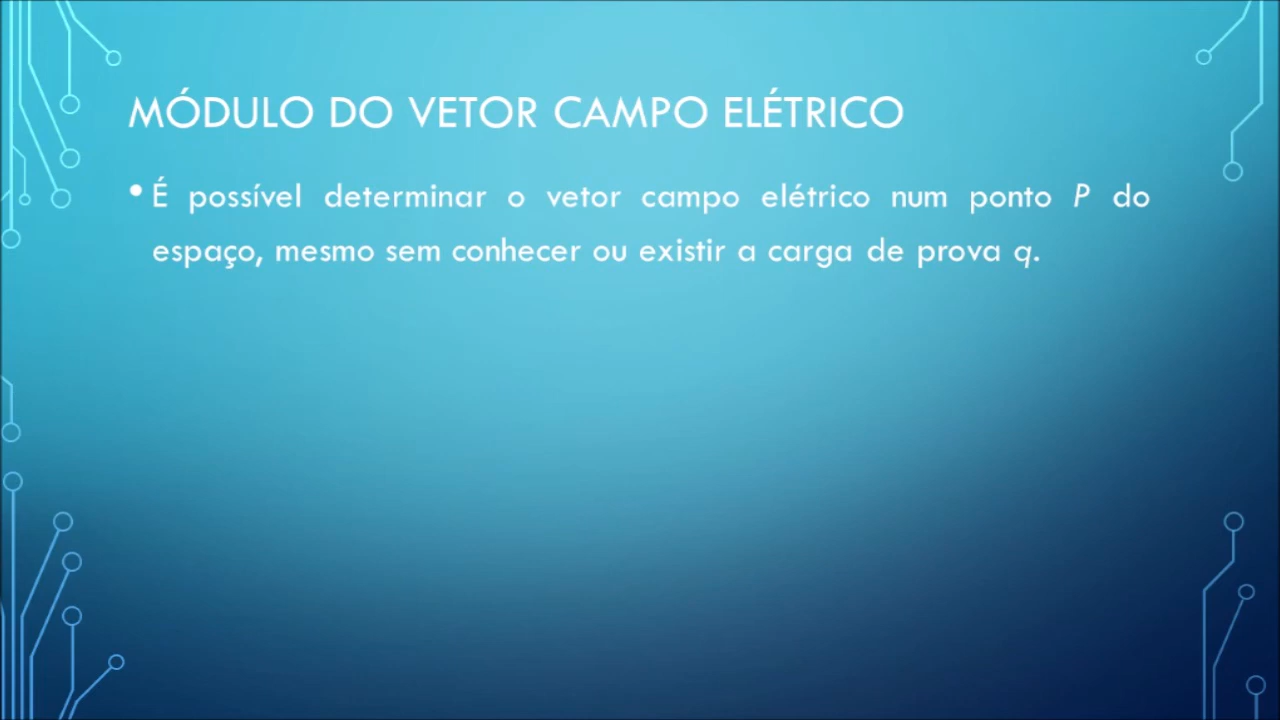 MÓDULO DO VETOR CAMPO ELÉTRICO
• É possível determinar o vetor campo elétrico num ponto P do
espaço, mesmo sem conhecer ou existir a carga de prova q.